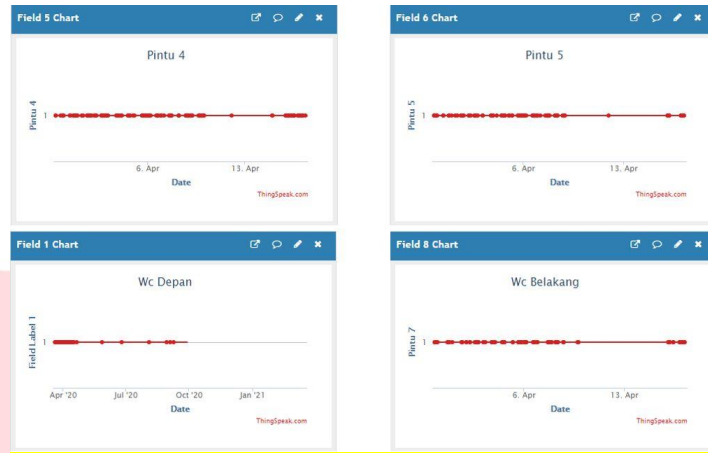 Field 5 Chart
Pintu 4
Pintu 4
1
6. Apr
13. Apr
Date
ThingSpeak.com
Field 6 Chart
Pintu 5
Pintu 5
1
6. Apr
13. Apr
Date
ThingSpeak.com
Field 1 Chart
Wc Depan
Field Label 1
1
Apr '20
Jul '20
Oct '20
Jan '21
Date
ThingSpeak.com
Field 8 Chart
Wc Belakang
Pintu 7
1
6. Apr
13. Apr
Date
ThingSpeak.com